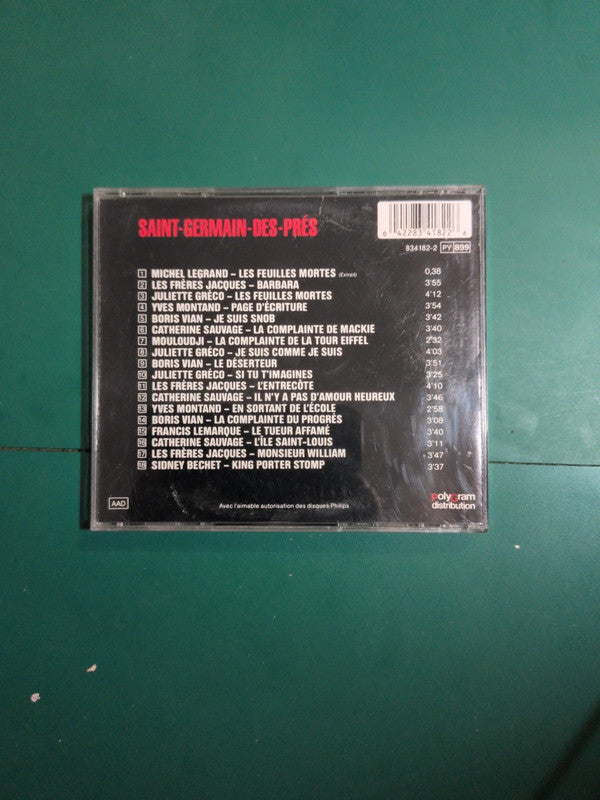 SAINT-GERMAIN-DES-PRÉS
0 42283 41822 6
834182-2 PY 899
1 MICHEL LEGRAND – LES FEUILLES MORTES (Extrait) 0,38
2 LES FRÈRES JACQUES – BARBARA 3'55
3 JULIETTE GRÉCO – LES FEUILLES MORTES 4'12
4 YVES MONTAND – PAGE D'ÉCRITURE 3'54
5 BORIS VIAN – JE SUIS SNOB 3'42
6 CATHERINE SAUVAGE – LA COMPLAINTE DE MACKIE 3'40
7 MOULOUDJI – LA COMPLAINTE DE LA TOUR EIFFEL 2'32
8 JULIETTE GRÉCO – JE SUIS COMME JE SUIS 4'03
9 BORIS VIAN – LE DÉSERTEUR 3'51
10 JULIETTE GRÉCO – SI TU T'IMAGINES 3'25
11 LES FRÈRES JACQUES – L'ENTRECÔTE 4'10
12 CATHERINE SAUVAGE – IL N'Y A PAS D'AMOUR HEUREUX 3'46
13 YVES MONTAND – EN SORTANT DE L'ÉCOLE 2'58
14 BORIS VIAN – LA COMPLAINTE DU PROGRÈS 3'08
15 FRANCIS LEMARQUE – LE TUEUR AFFAMÉ 3'40
16 CATHERINE SAUVAGE – L'ÎLE SAINT-LOUIS 3'11
17 LES FRÈRES JACQUES – MONSIEUR WILLIAM 3'47
18 SIDNEY BECHET – KING PORTER STOMP 3'37
AAD
Avec l'aimable autorisation des disques Philips
polygram
distribution